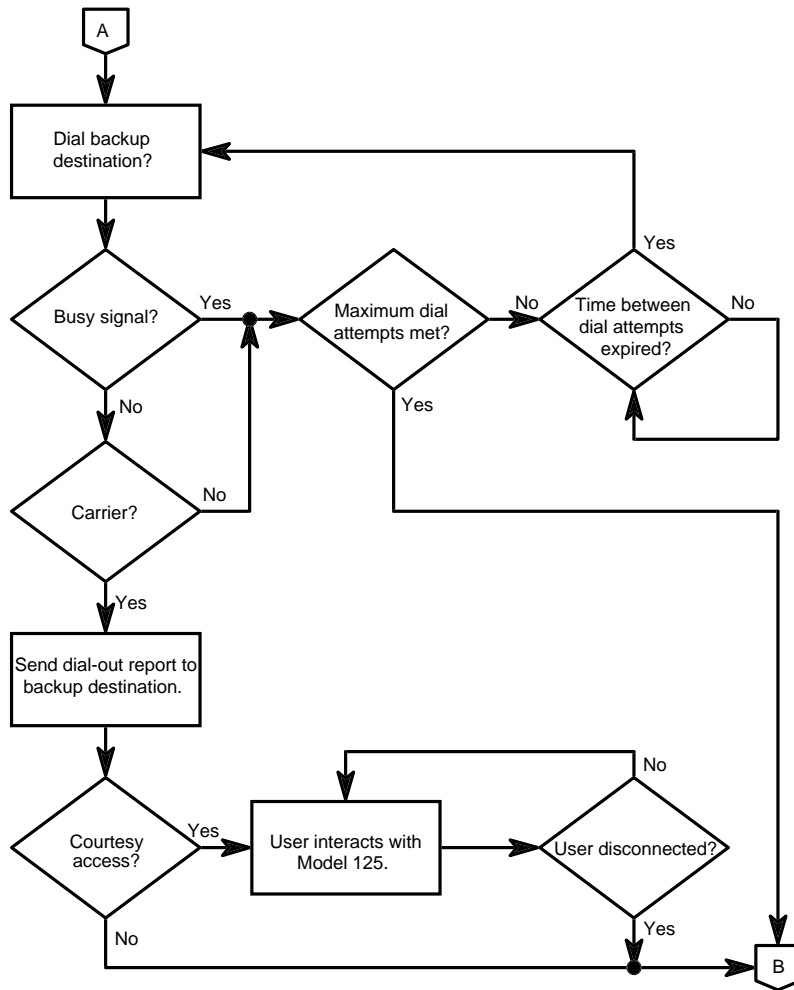 A
Dial backup
destination?
Yes
Busy signal?
Yes
Maximum dial
attempts met?
No
Time between
dial attempts
expired?
No
No
Yes
Carrier?
No
Yes
Send dial-out report to
backup destination.
No
Courtesy
access?
Yes
User interacts with
Model 125.
User disconnected?
No
Yes
B